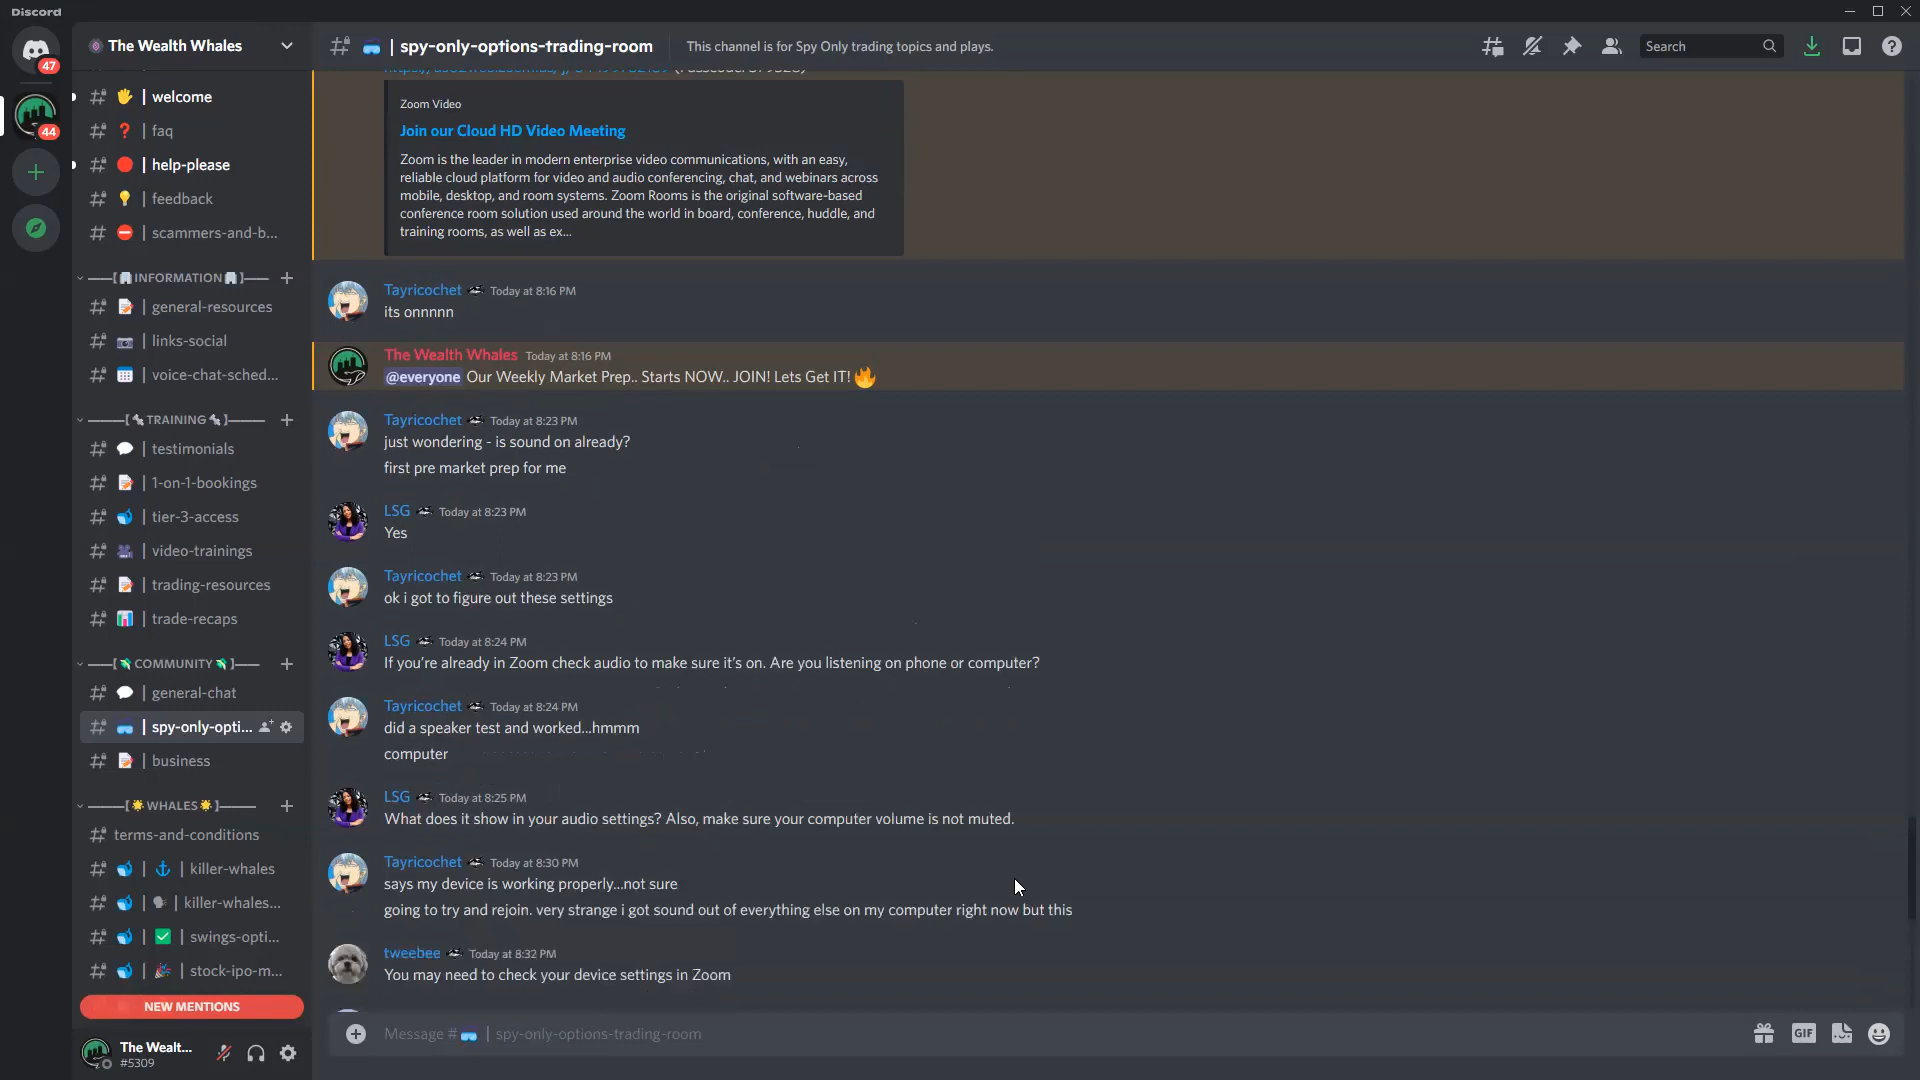 Discord
47
44
The Wealth Whales
| welcome
| faq
| help-please
| feedback
| scammers-and-b...
INFORMATION
| general-resources
| links-social
| voice-chat-sched...
TRAINING
| testimonials
| 1-on-1-bookings
| tier-3-access
| video-trainings
| trading-resources
| trade-recaps
COMMUNITY
| general-chat
| spy-only-opti...
| business
WHALES
terms-and-conditions
| | killer-whales
| | killer-whales...
| | swings-opti...
| | stock-ipo-m...
NEW MENTIONS
The Wealt...
#5309
| spy-only-options-trading-room
This channel is for Spy Only trading topics and plays.
Search
Zoom Video
Join our Cloud HD Video Meeting
Zoom is the leader in modern enterprise video communications, with an easy,
reliable cloud platform for video and audio conferencing, chat, and webinars across
mobile, desktop, and room systems. Zoom Rooms is the original software-based
conference room solution used around the world in board, conference, huddle, and
training rooms, as well as ex...
Tayricochet Today at 8:16 PM
its onnnnn
The Wealth Whales Today at 8:16 PM
@everyone Our Weekly Market Prep.. Starts NOW.. JOIN! Lets Get IT! 🔥
Tayricochet Today at 8:23 PM
just wondering - is sound on already?
first pre market prep for me
LSG Today at 8:23 PM
Yes
Tayricochet Today at 8:23 PM
ok i got to figure out these settings
LSG Today at 8:24 PM
If you're already in Zoom check audio to make sure it's on. Are you listening on phone or computer?
Tayricochet Today at 8:24 PM
did a speaker test and worked...hmmm
computer
LSG Today at 8:25 PM
What does it show in your audio settings? Also, make sure your computer volume is not muted.
Tayricochet Today at 8:30 PM
says my device is working properly...not sure
going to try and rejoin. very strange i got sound out of everything else on my computer right now but this
tweebee Today at 8:32 PM
You may need to check your device settings in Zoom
Message # | spy-only-options-trading-room
GIF